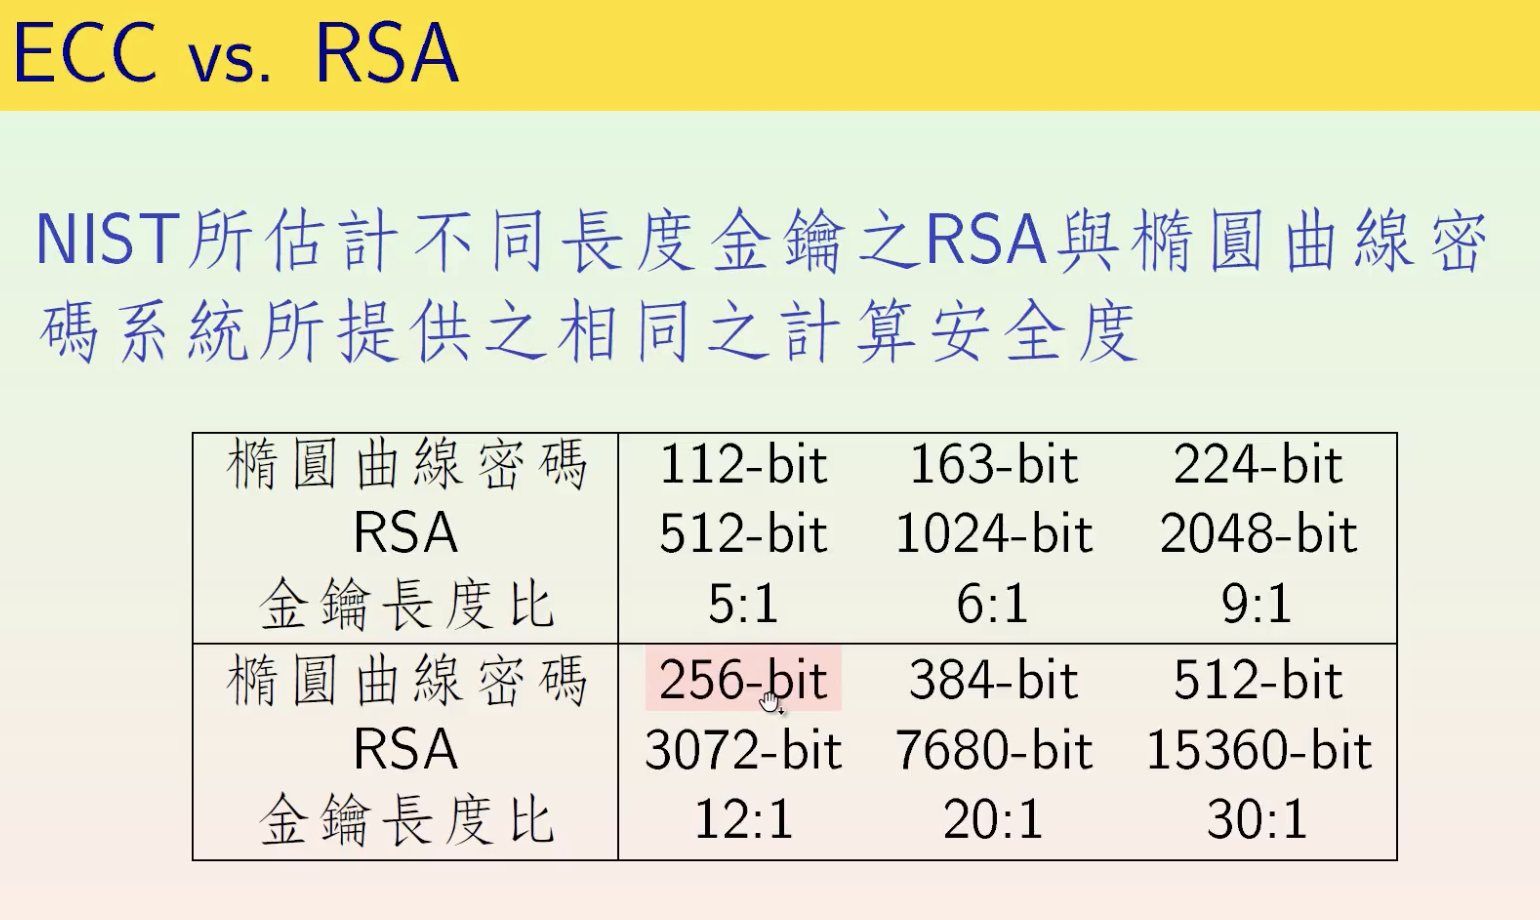 ECC vs. RSA
NIST所估計不同長度金鑰之RSA與橢圓曲線密
碼系統所提供之相同之計算安全度
橢圓曲線密碼 112-bit 163-bit 224-bit
RSA 512-bit 1024-bit 2048-bit
金鑰長度比 5:1 6:1 9:1
橢圓曲線密碼 256-bit 384-bit 512-bit
RSA 3072-bit 7680-bit 15360-bit
金鑰長度比 12:1 20:1 30:1